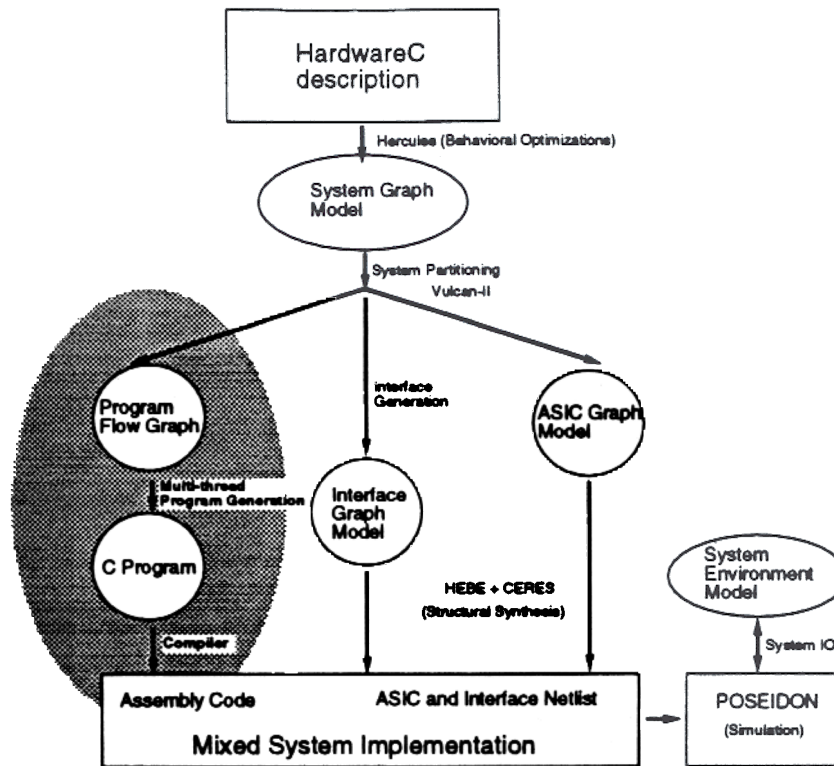 HardwareC
description
Hercules (Behavioral Optimizations)
System Graph
Model
System Partitioning
Vulcan-II
Program
Flow Graph
Interface
Generation
ASIC Graph
Model
Multi-thread
Program Generation
Interface
Graph
Model
C Program
HEBE + CERES
(Structural Synthesis)
System
Environment
Model
Compiler
System IO
Assembly Code
ASIC and Interface Netlist
Mixed System Implementation
POSEIDON
(Simulation)